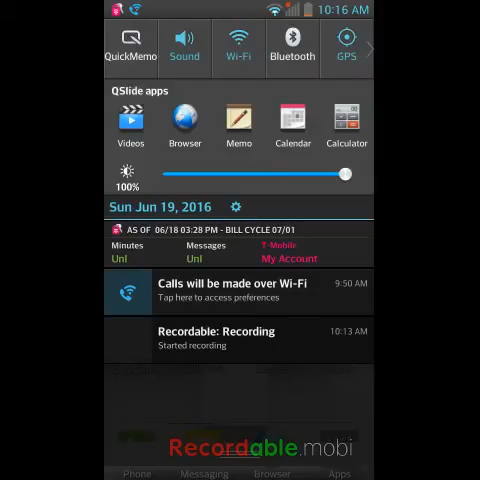 10:16 AM
QuickMemo Sound Wi-Fi Bluetooth GPS
QSlide apps
Videos Browser Memo Calendar Calculator
100%
Sun Jun 19, 2016
AS OF 06/18 03:28 PM - BILL CYCLE 07/01
Minutes Messages T-Mobile
Unl Unl My Account
Calls will be made over Wi-Fi 9:50 AM
Tap here to access preferences
Recordable: Recording 10:13 AM
Started recording
Recordable.mobi
Phone Messaging Browser Apps